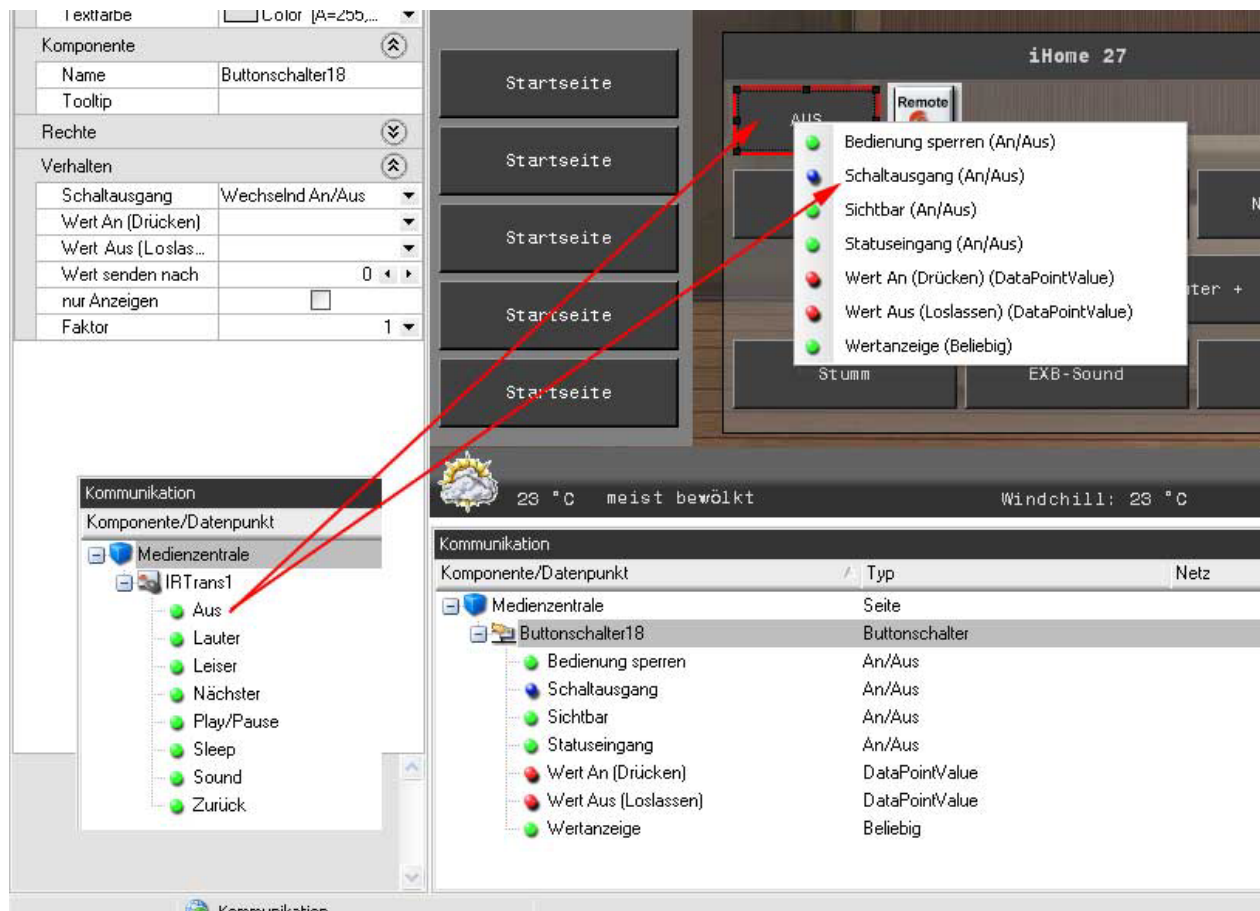 Textfarbe Color [A=255,...
Komponente
Name Buttonschalter18
Tooltip
Rechte
Verhalten
Schaltausgang Wechselnd An/Aus
Wert An (Drücken)
Wert Aus (Loslas...
Wert senden nach 0
nur Anzeigen
Faktor 1
Kommunikation
Komponente/Datenpunkt
Medienzentrale
IRTrans1
Aus
Lauter
Leiser
Nächster
Play/Pause
Sleep
Sound
Zurück
Kommunikation
Startseite
Startseite
Startseite
Startseite
Startseite
iHome 27
AUS
Remote
Bedienung sperren (An/Aus)
Schaltausgang (An/Aus)
Sichtbar (An/Aus)
Statuseingang (An/Aus)
Wert An (Drücken) (DataPointValue)
Wert Aus (Loslassen) (DataPointValue)
Wertanzeige (Beliebig)
N
ter +
Stumm
EXB-Sound
23 °C meist bewölkt Windchill: 23 °C
Kommunikation
Komponente/Datenpunkt Typ Netz
Medienzentrale Seite
Buttonschalter18 Buttonschalter
Bedienung sperren An/Aus
Schaltausgang An/Aus
Sichtbar An/Aus
Statuseingang An/Aus
Wert An (Drücken) DataPointValue
Wert Aus (Loslassen) DataPointValue
Wertanzeige Beliebig